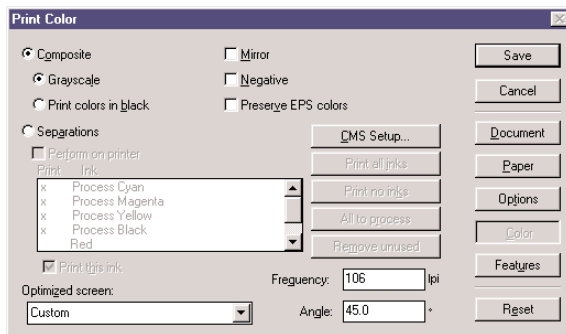 Print Color
Composite
Grayscale
Print colors in black
Separations
Perform on printer
Print Ink
x Process Cyan
x Process Magenta
x Process Yellow
x Process Black
Red
Print this ink
Optimized screen:
Custom
Mirror
Negative
Preserve EPS colors
CMS Setup...
Print all inks
Print no inks
All to process
Remove unused
Frequency: 106 lpi
Angle: 45.0 °
Save
Cancel
Document
Paper
Options
Color
Features
Reset